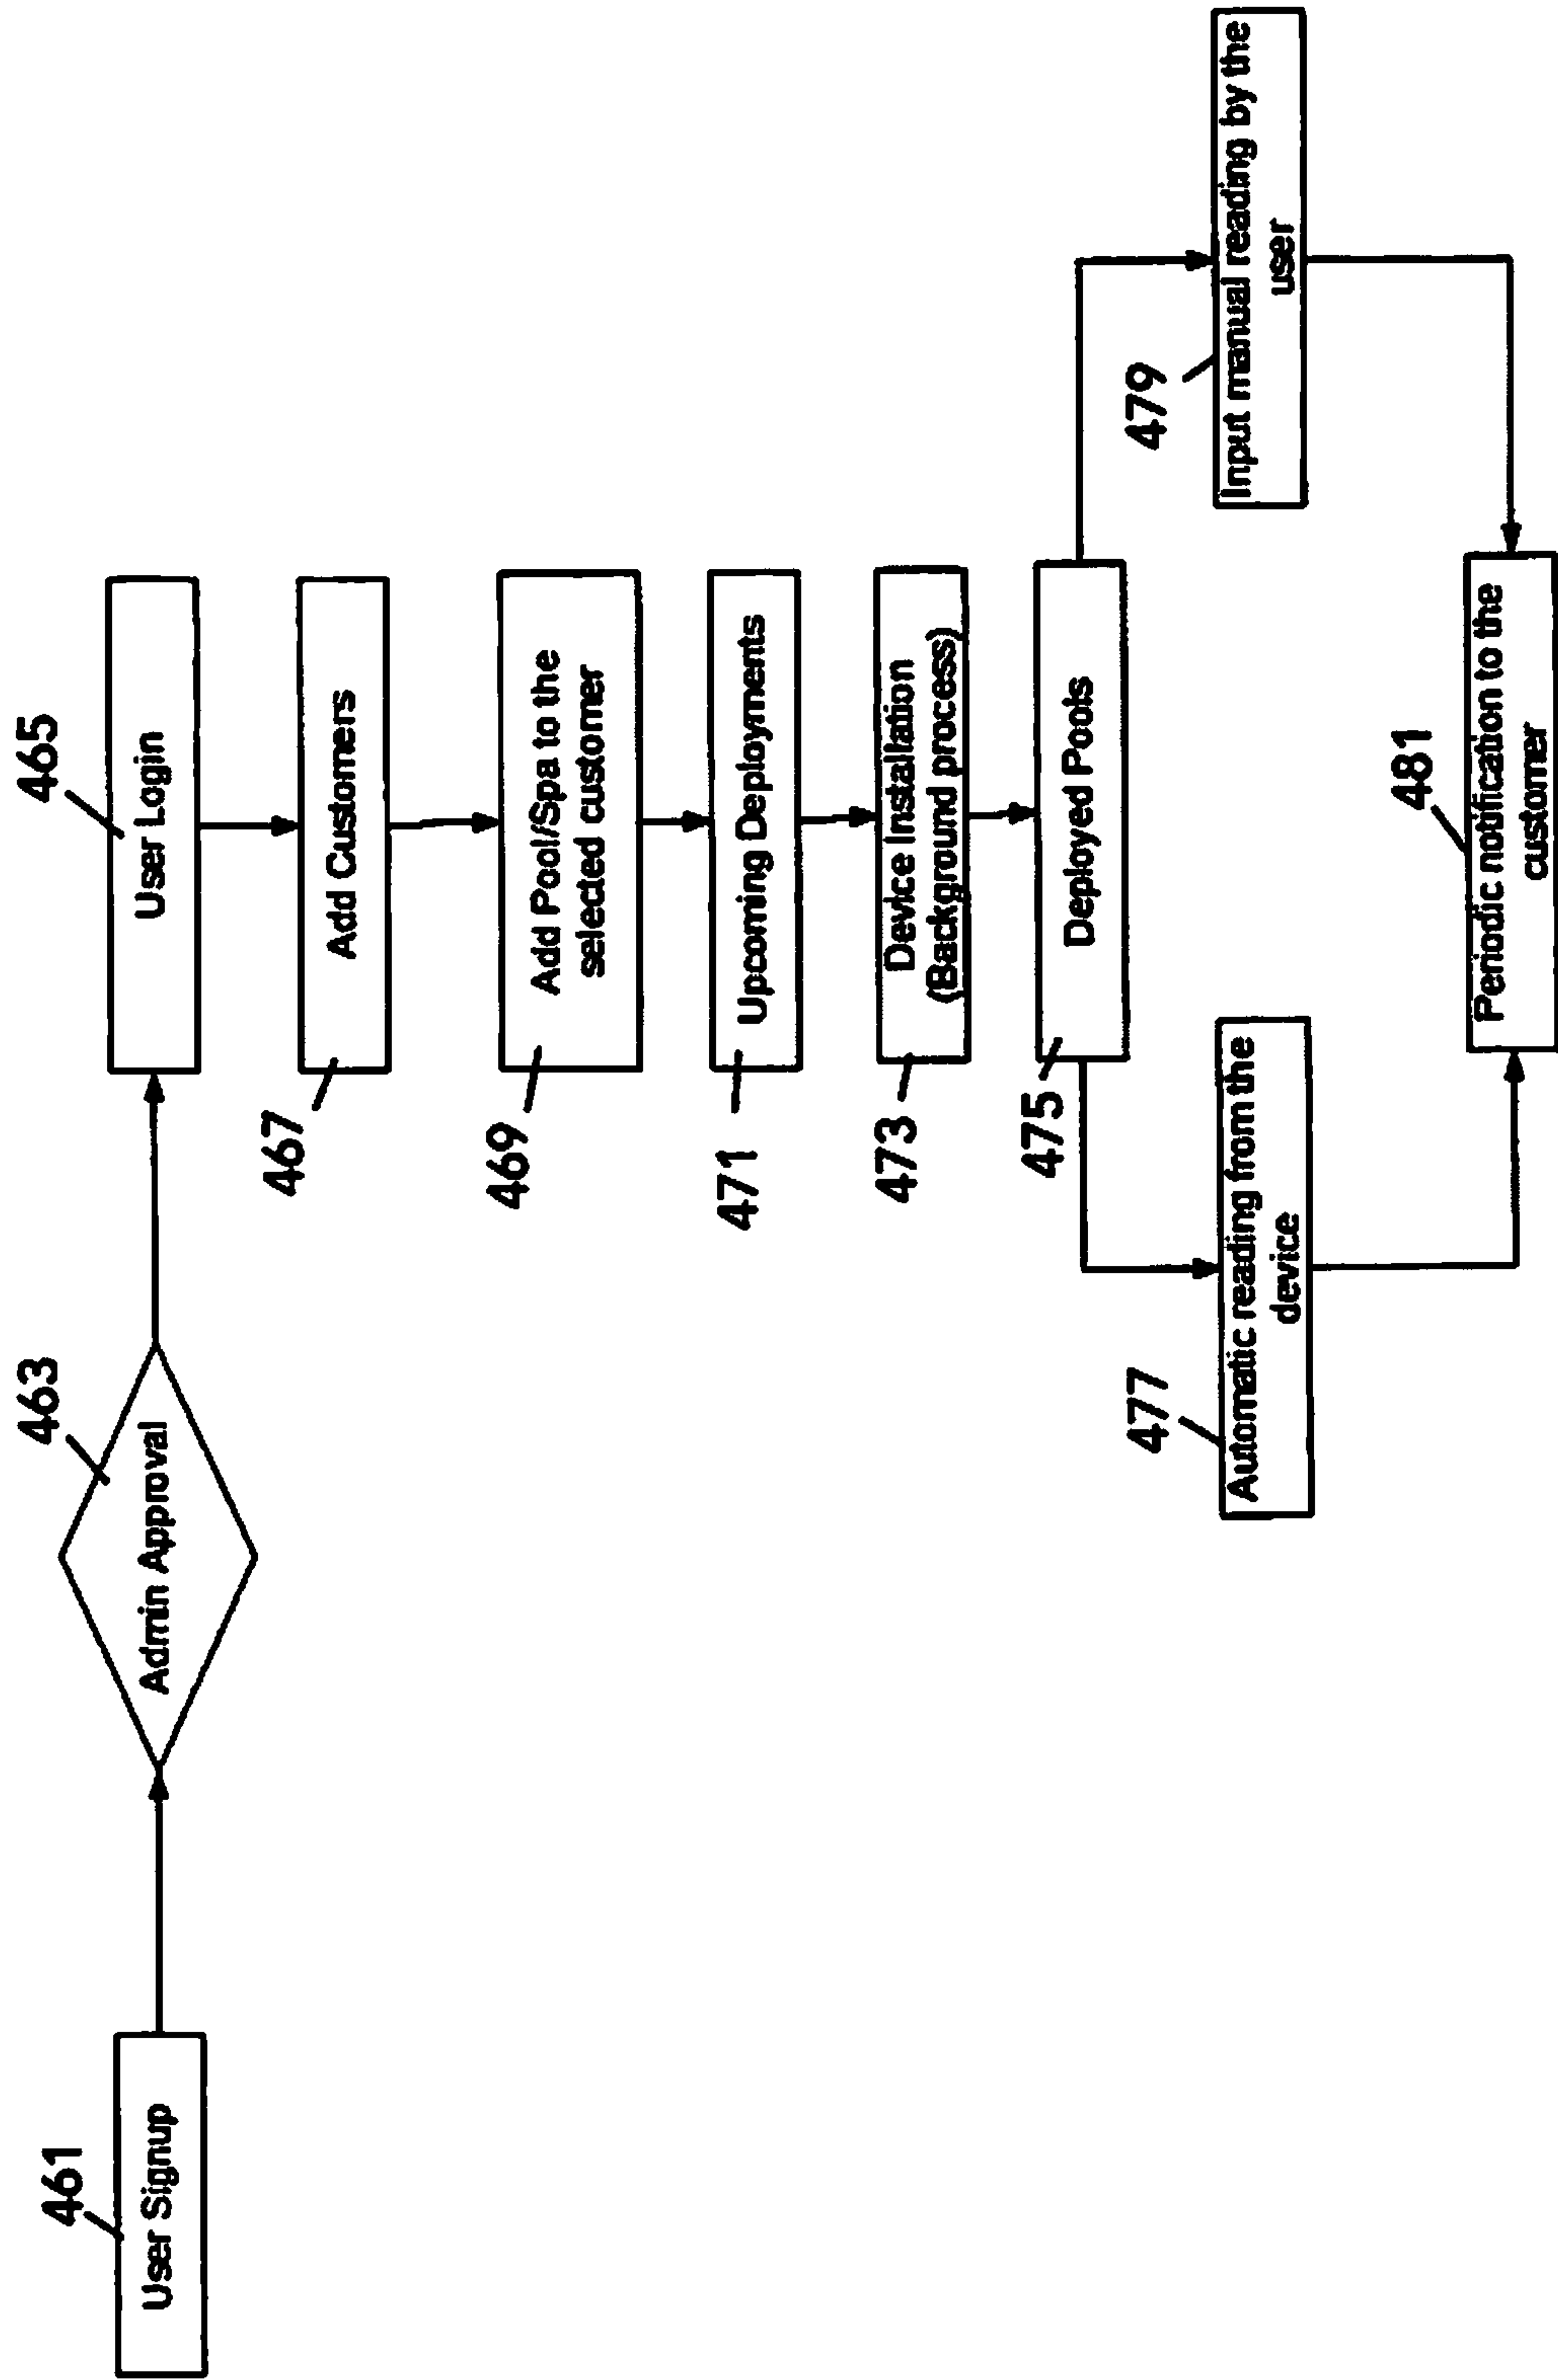 461
User Signup
463
Admin Approval
465
User Login
467
Add Customers
469
Add Pool/Spa to the
selected customer
471
Upcoming Deployments
473
Device Installation
(Background process)
475
Deployed Pools
477
Automatic reading from the
device
479
Input manual reading by the
user
481
Periodic notification to the
customer